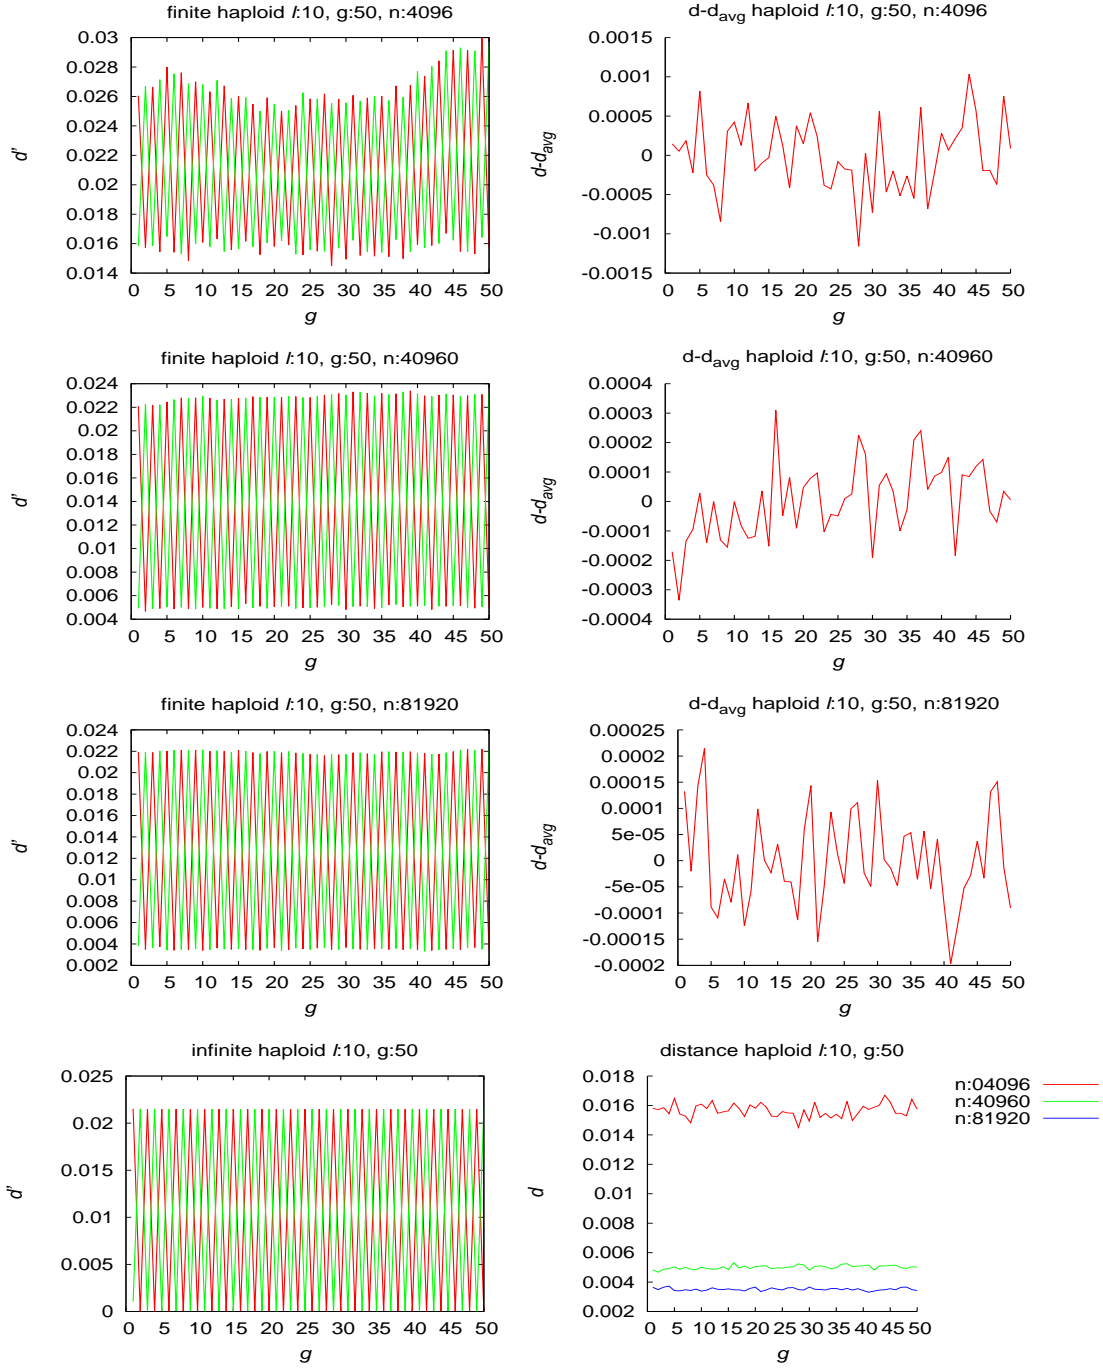 finite haploid l:10, g:50, n:4096
0.03
0.028
0.026
0.024
0.022
0.02
0.018
0.016
0.014
d'
0 5 10 15 20 25 30 35 40 45 50
g
d-d_avg haploid l:10, g:50, n:4096
0.0015
0.001
0.0005
0
-0.0005
-0.001
-0.0015
d-d_avg
0 5 10 15 20 25 30 35 40 45 50
g
finite haploid l:10, g:50, n:40960
0.024
0.022
0.02
0.018
0.016
0.014
0.012
0.01
0.008
0.006
0.004
d'
0 5 10 15 20 25 30 35 40 45 50
g
d-d_avg haploid l:10, g:50, n:40960
0.0004
0.0003
0.0002
0.0001
0
-0.0001
-0.0002
-0.0003
-0.0004
d-d_avg
0 5 10 15 20 25 30 35 40 45 50
g
finite haploid l:10, g:50, n:81920
0.024
0.022
0.02
0.018
0.016
0.014
0.012
0.01
0.008
0.006
0.004
0.002
d'
0 5 10 15 20 25 30 35 40 45 50
g
d-d_avg haploid l:10, g:50, n:81920
0.00025
0.0002
0.00015
0.0001
5e-05
0
-5e-05
-0.0001
-0.00015
-0.0002
d-d_avg
0 5 10 15 20 25 30 35 40 45 50
g
infinite haploid l:10, g:50
0.025
0.02
0.015
0.01
0.005
0
d'
0 5 10 15 20 25 30 35 40 45 50
g
distance haploid l:10, g:50
0.018
0.016
0.014
0.012
0.01
0.008
0.006
0.004
0.002
d
0 5 10 15 20 25 30 35 40 45 50
g
n:04096
n:40960
n:81920